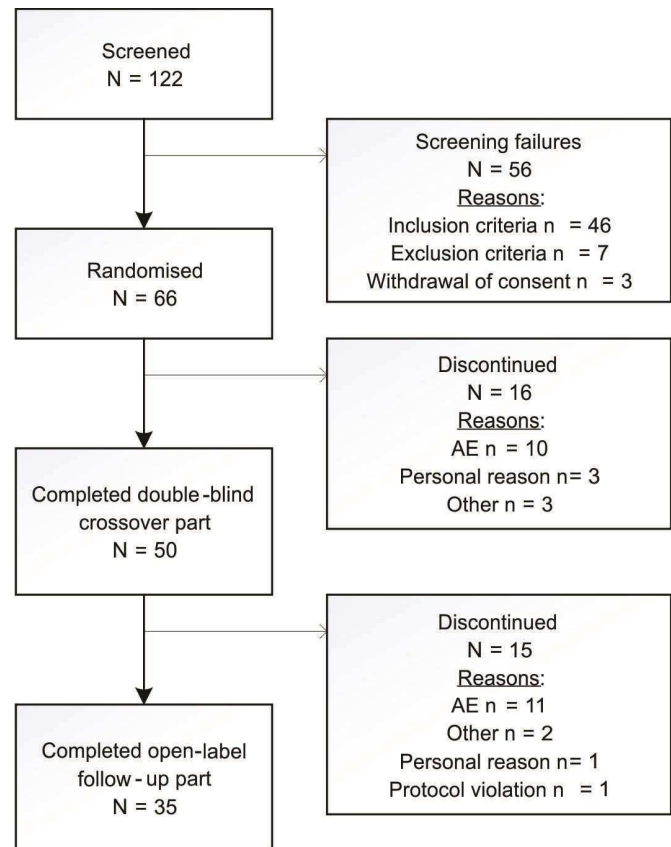 Screened
N = 122
Screening failures
N = 56
Reasons:
Inclusion criteria n = 46
Exclusion criteria n = 7
Withdrawal of consent n = 3
Randomised
N = 66
Discontinued
N = 16
Reasons:
AE n = 10
Personal reason n= 3
Other n = 3
Completed double-blind
crossover part
N = 50
Discontinued
N = 15
Reasons:
AE n = 11
Other n = 2
Personal reason n= 1
Protocol violation n = 1
Completed open-label
follow-up part
N = 35